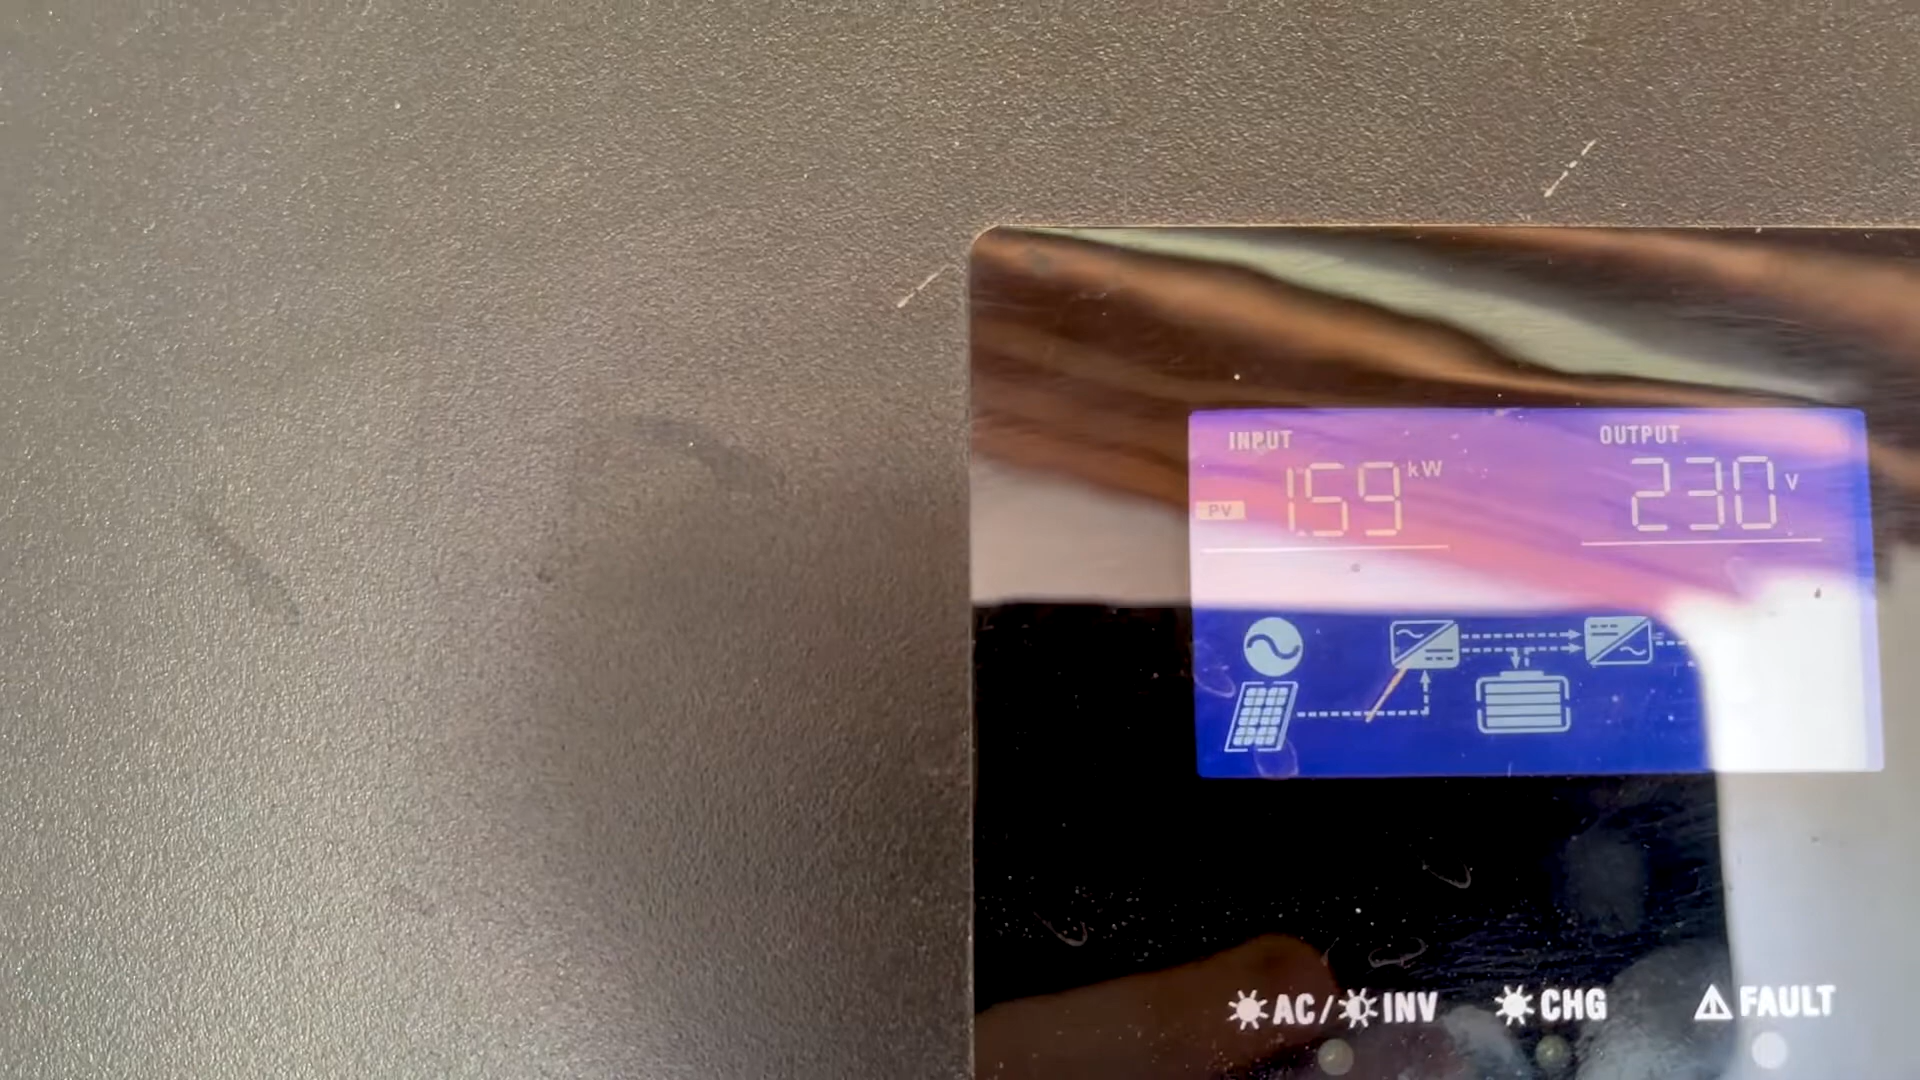 INPUT OUTPUT
PV 1.59 kW 230 V
AC/ INV CHG FAULT